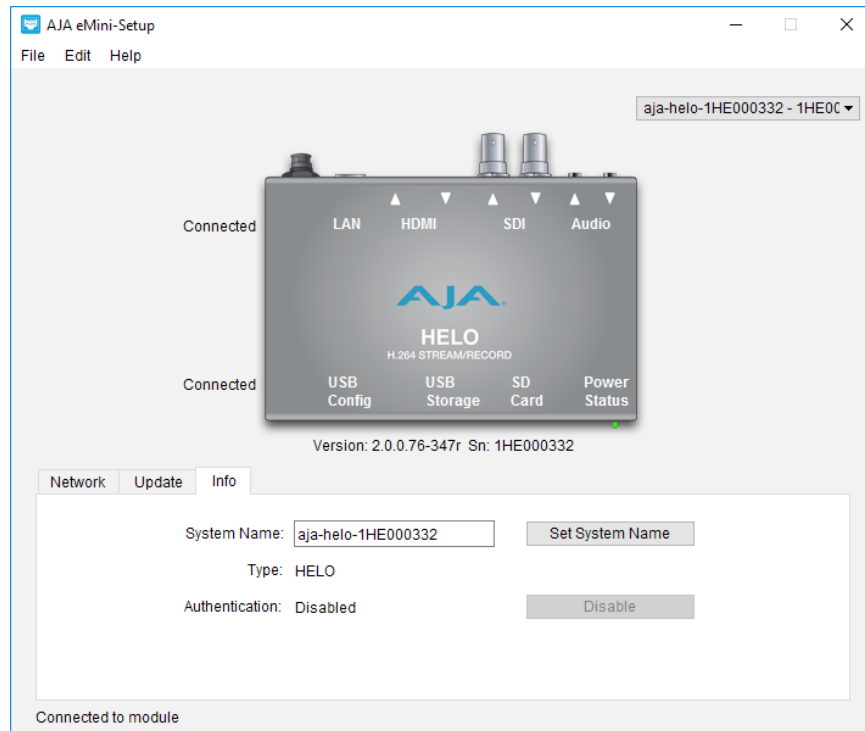 AJA eMini-Setup
File Edit Help
aja-helo-1HE000332 - 1HE0
Connected
LAN HDMI SDI Audio
AJA
HELO
H.264 STREAM/RECORD
Connected
USB Config
USB Storage
SD Card
Power Status
Version: 2.0.0.76-347r Sn: 1HE000332
Network Update Info
System Name: aja-helo-1HE000332 Set System Name
Type: HELO
Authentication: Disabled Disable
Connected to module